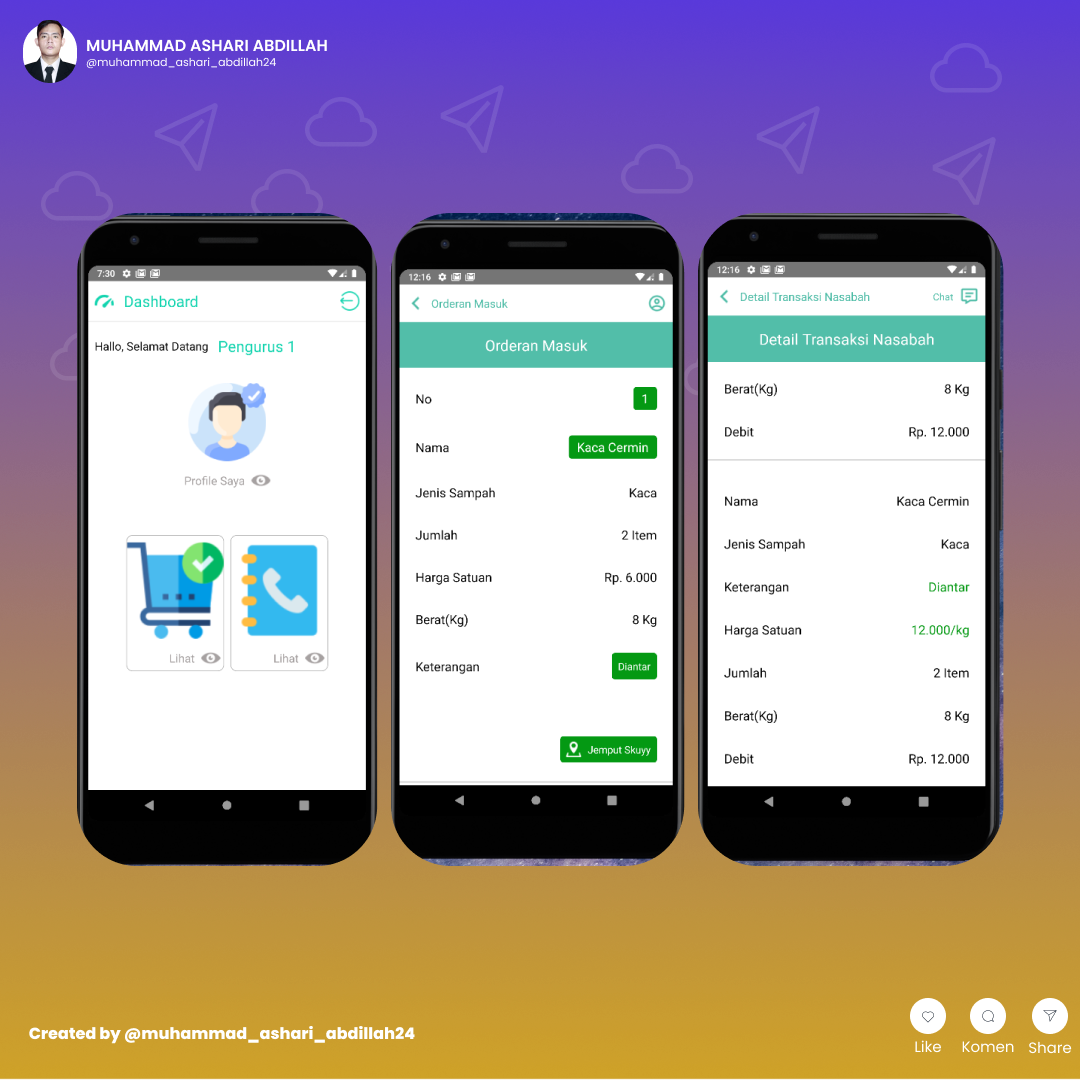 MUHAMMAD ASHARI ABDILLAH
@muhammad_ashari_abdillah24
7:30
Dashboard
Hallo, Selamat Datang Pengurus 1
Profile Saya
Lihat
Lihat
12:16
Orderan Masuk
Orderan Masuk
No 1
Nama Kaca Cermin
Jenis Sampah Kaca
Jumlah 2 Item
Harga Satuan Rp. 6.000
Berat(Kg) 8 Kg
Keterangan Diantar
Jemput Skuyy
12:16
Detail Transaksi Nasabah Chat
Detail Transaksi Nasabah
Berat(Kg) 8 Kg
Debit Rp. 12.000
Nama Kaca Cermin
Jenis Sampah Kaca
Keterangan Diantar
Harga Satuan 12.000/kg
Jumlah 2 Item
Berat(Kg) 8 Kg
Debit Rp. 12.000
Created by @muhammad_ashari_abdillah24
Like Komen Share